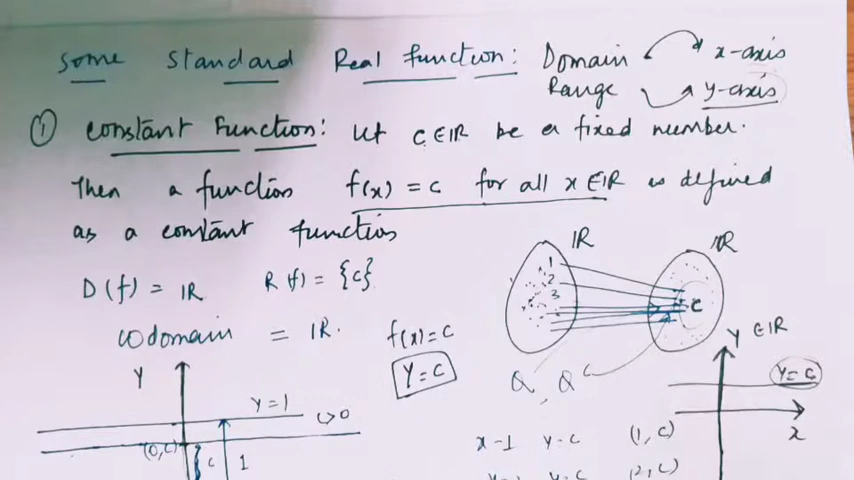 Some Standard Real function: Domain x-axis
Range y-axis
① Constant Function: let c ∈ IR be a fixed number.
Then a function f(x) = c for all x ∈ IR is defined
as a constant function
D(f) = IR R(f) = {c}
codomain = IR.
f(x) = c
Y = c
IR IR
1
2
3
c
Q, Q^c
Y ∈ IR
Y = c
x
Y
Y = 1
c>0
(0,c)
c 1
x-1 y-c (1, c)
y-c (2, c)